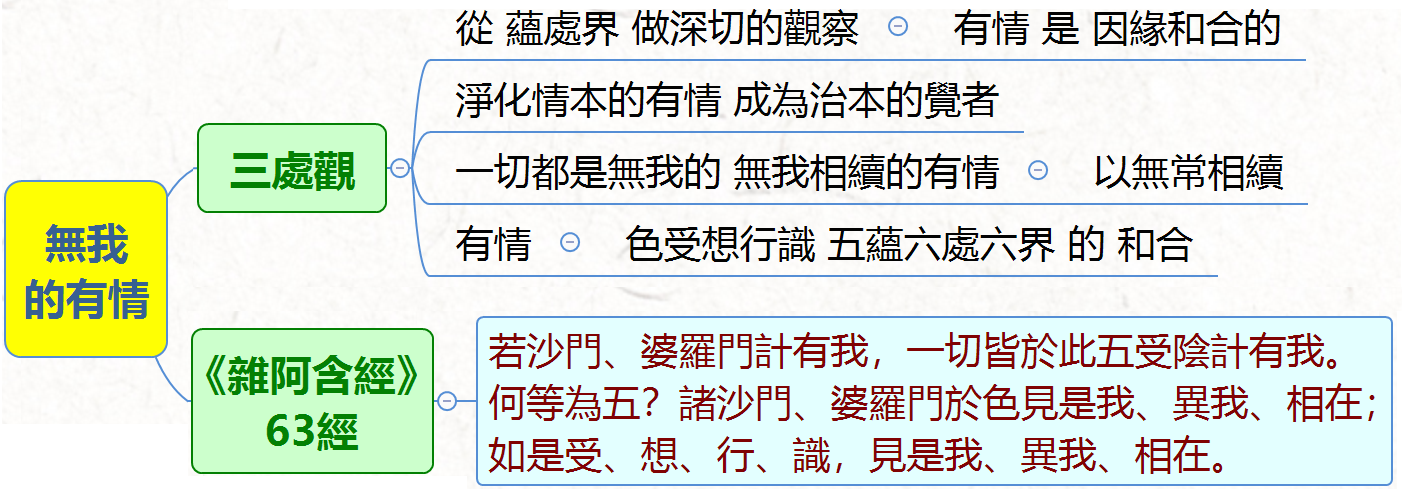 無我
的有情
三處觀
從 蘊處界 做深切的觀察 有情 是 因緣和合的
淨化情本的有情 成為治本的覺者
一切都是無我的 無我相續的有情 以無常相續
有情 色受想行識 五蘊六處六界 的 和合
《雜阿含經》
63經
若沙門、婆羅門計有我，一切皆於此五受陰計有我。
何等為五？諸沙門、婆羅門於色見是我、異我、相在；
如是受、想、行、識，見是我、異我、相在。